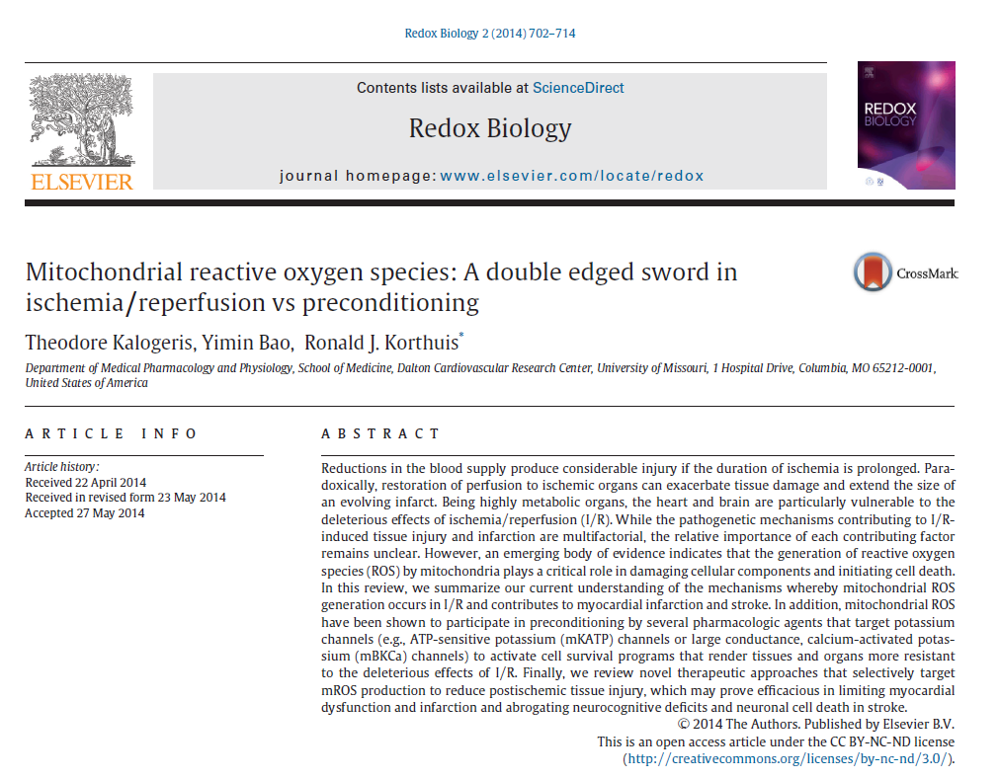 Redox Biology 2 (2014) 702–714
Contents lists available at ScienceDirect
Redox Biology
journal homepage: www.elsevier.com/locate/redox
ELSEVIER
REDOX
BIOLOGY
Mitochondrial reactive oxygen species: A double edged sword in
ischemia/reperfusion vs preconditioning
CrossMark
Theodore Kalogeris, Yimin Bao, Ronald J. Korthuis*
Department of Medical Pharmacology and Physiology, School of Medicine, Dalton Cardiovascular Research Center, University of Missouri, 1 Hospital Drive, Columbia, MO 65212-0001,
United States of America
ARTICLE INFO
Article history:
Received 22 April 2014
Received in revised form 23 May 2014
Accepted 27 May 2014
ABSTRACT
Reductions in the blood supply produce considerable injury if the duration of ischemia is prolonged. Para-
doxically, restoration of perfusion to ischemic organs can exacerbate tissue damage and extend the size of
an evolving infarct. Being highly metabolic organs, the heart and brain are particularly vulnerable to the
deleterious effects of ischemia/reperfusion (I/R). While the pathogenetic mechanisms contributing to I/R-
induced tissue injury and infarction are multifactorial, the relative importance of each contributing factor
remains unclear. However, an emerging body of evidence indicates that the generation of reactive oxygen
species (ROS) by mitochondria plays a critical role in damaging cellular components and initiating cell death.
In this review, we summarize our current understanding of the mechanisms whereby mitochondrial ROS
generation occurs in I/R and contributes to myocardial infarction and stroke. In addition, mitochondrial ROS
have been shown to participate in preconditioning by several pharmacologic agents that target potassium
channels (e.g., ATP-sensitive potassium (mKATP) channels or large conductance, calcium-activated potas-
sium (mBKCa) channels) to activate cell survival programs that render tissues and organs more resistant
to the deleterious effects of I/R. Finally, we review novel therapeutic approaches that selectively target
mROS production to reduce postischemic tissue injury, which may prove efficacious in limiting myocardial
dysfunction and infarction and abrogating neurocognitive deficits and neuronal cell death in stroke.
© 2014 The Authors. Published by Elsevier B.V.
This is an open access article under the CC BY-NC-ND license
(http://creativecommons.org/licenses/by-nc-nd/3.0/).